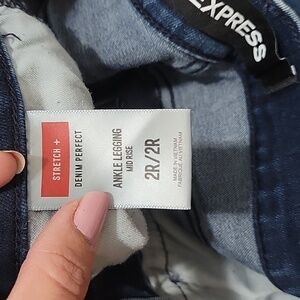 EXPRESS
STRETCH +
DENIM PERFECT
ANKLE LEGGING
MID RISE
2R/2R
MADE IN VIETNAM
FABRIQUÉ AU VIETNAM